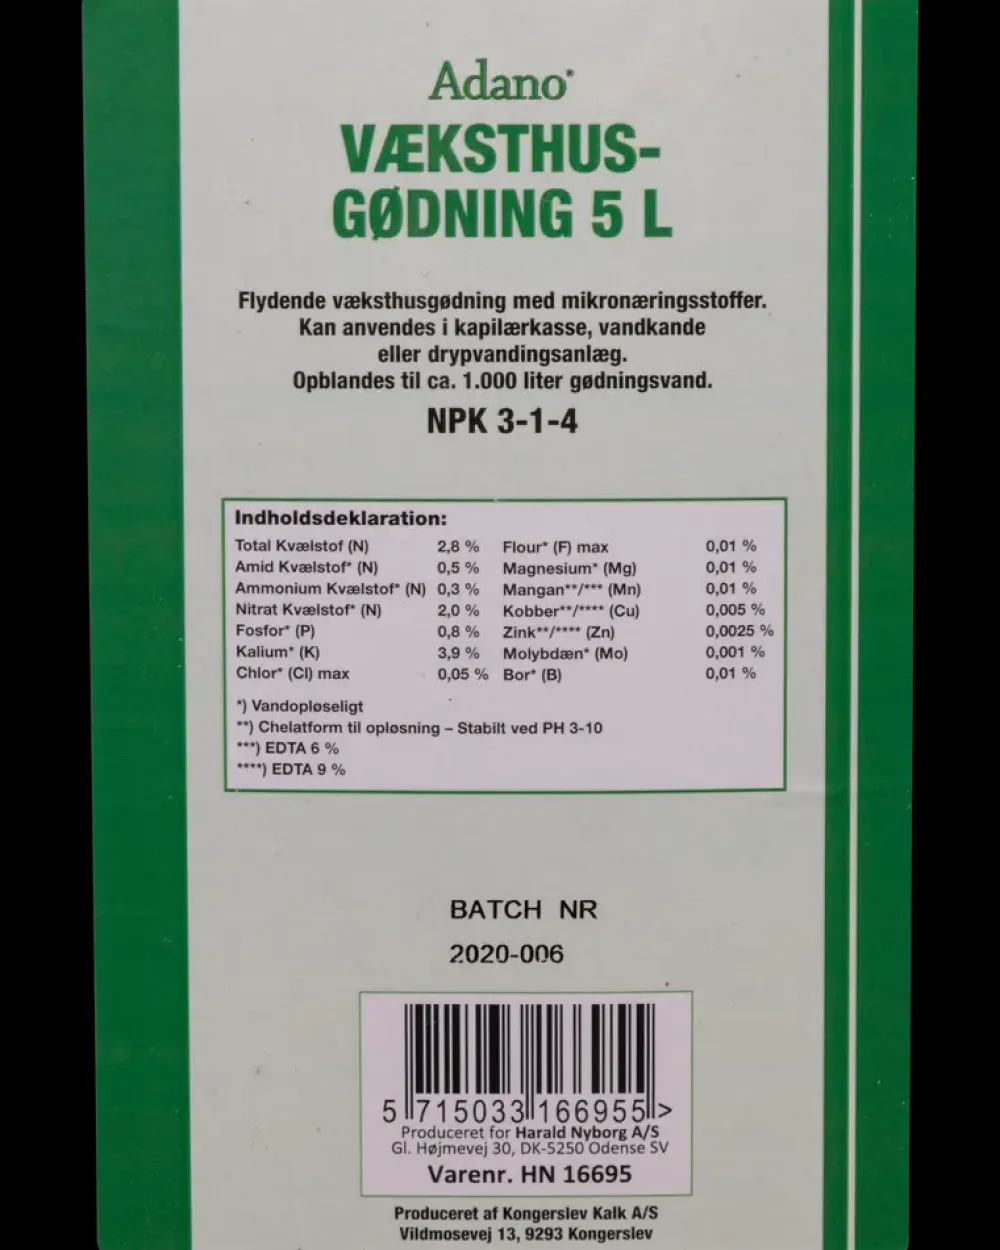 Adano®
VÆKSTHUS-
GØDNING 5 L
Flydende væksthusgødning med mikronæringsstoffer.
Kan anvendes i kapilærkasse, vandkande
eller drypvandingsanlæg.
Opblandes til ca. 1.000 liter gødningsvand.
NPK 3-1-4
Indholdsdeklaration:
Total Kvælstof (N) 2,8 % Flour* (F) max 0,01 %
Amid Kvælstof* (N) 0,5 % Magnesium* (Mg) 0,01 %
Ammonium Kvælstof* (N) 0,3 % Mangan**/*** (Mn) 0,01 %
Nitrat Kvælstof* (N) 2,0 % Kobber**/**** (Cu) 0,005 %
Fosfor* (P) 0,8 % Zink**/**** (Zn) 0,0025 %
Kalium* (K) 3,9 % Molybdæn* (Mo) 0,001 %
Chlor* (Cl) max 0,05 % Bor* (B) 0,01 %
*) Vandopløseligt
**) Chelatform til opløsning – Stabilt ved PH 3-10
***) EDTA 6 %
****) EDTA 9 %
BATCH NR
2020-006
5 715033 166955 >
Produceret for Harald Nyborg A/S
Gl. Højmevej 30, DK-5250 Odense SV
Varenr. HN 16695
Produceret af Kongerslev Kalk A/S
Vildmosevej 13, 9293 Kongerslev